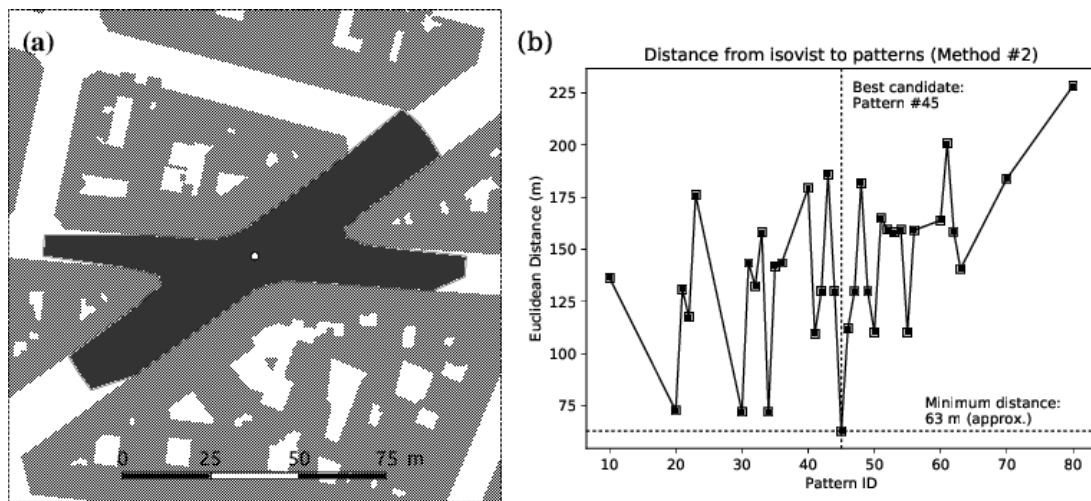 (a)
0 25 50 75 m
(b)
Distance from isovist to patterns (Method #2)
Best candidate:
Pattern #45
Euclidean Distance (m)
225
200
175
150
125
100
75
Minimum distance:
63 m (approx.)
10 20 30 40 50 60 70 80
Pattern ID